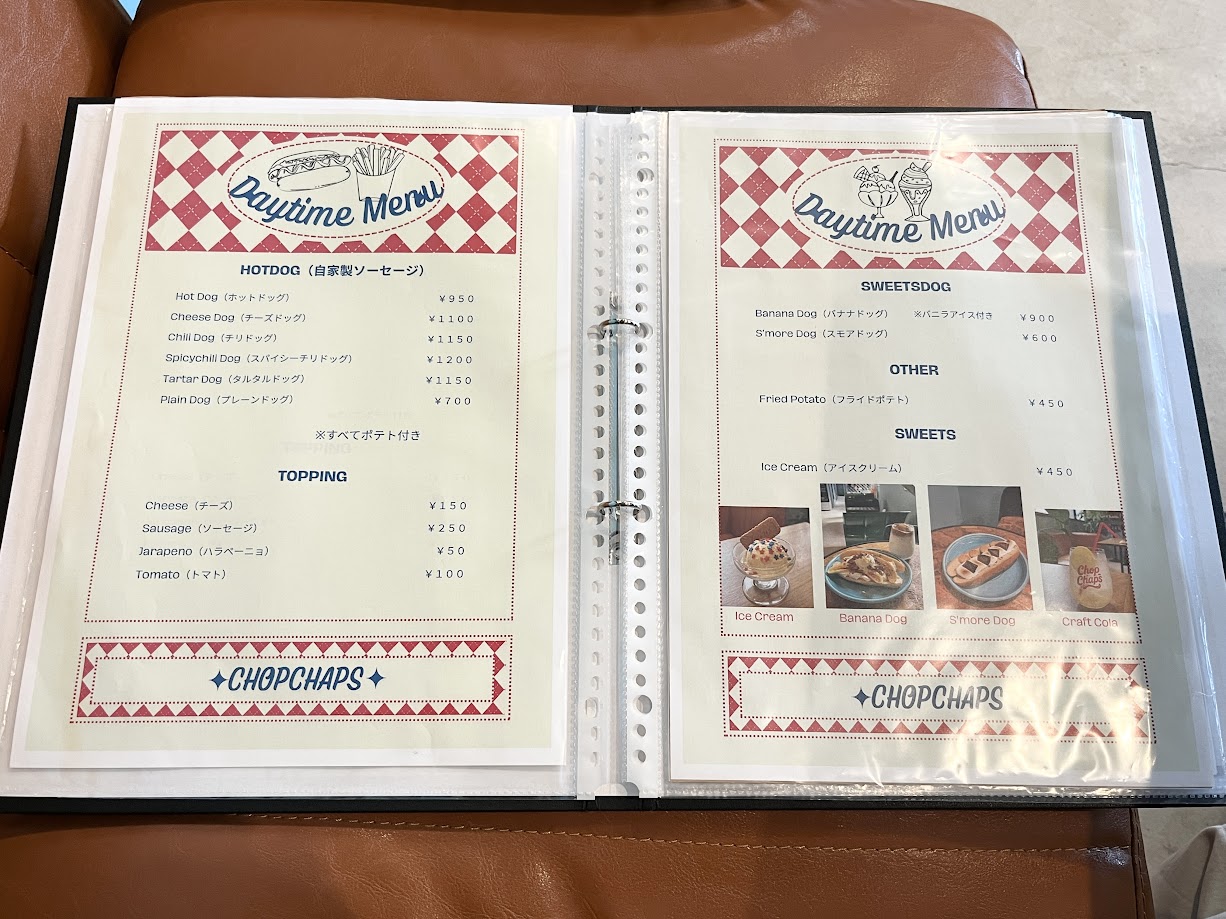 Daytime Menu
HOTDOG（自家製ソーセージ）
Hot Dog（ホットドッグ） ￥950
Cheese Dog（チーズドッグ） ￥1100
Chili Dog（チリドッグ） ￥1150
Spicychili Dog（スパイシーチリドッグ） ￥1200
Tartar Dog（タルタルドッグ） ￥1150
Plain Dog（プレーンドッグ） ￥700
※すべてポテト付き
TOPPING
Cheese（チーズ） ￥150
Sausage（ソーセージ） ￥250
Jarapeno（ハラペーニョ） ￥50
Tomato（トマト） ￥100
CHOPCHAPS
Daytime Menu
SWEETSDOG
Banana Dog（バナナドッグ） ※バニラアイス付き ￥900
S'more Dog（スモアドッグ） ￥600
OTHER
Fried Potato（フライドポテト） ￥450
SWEETS
Ice Cream（アイスクリーム） ￥450
Chop
Chaps
Ice Cream Banana Dog S'more Dog Craft Cola
CHOPCHAPS